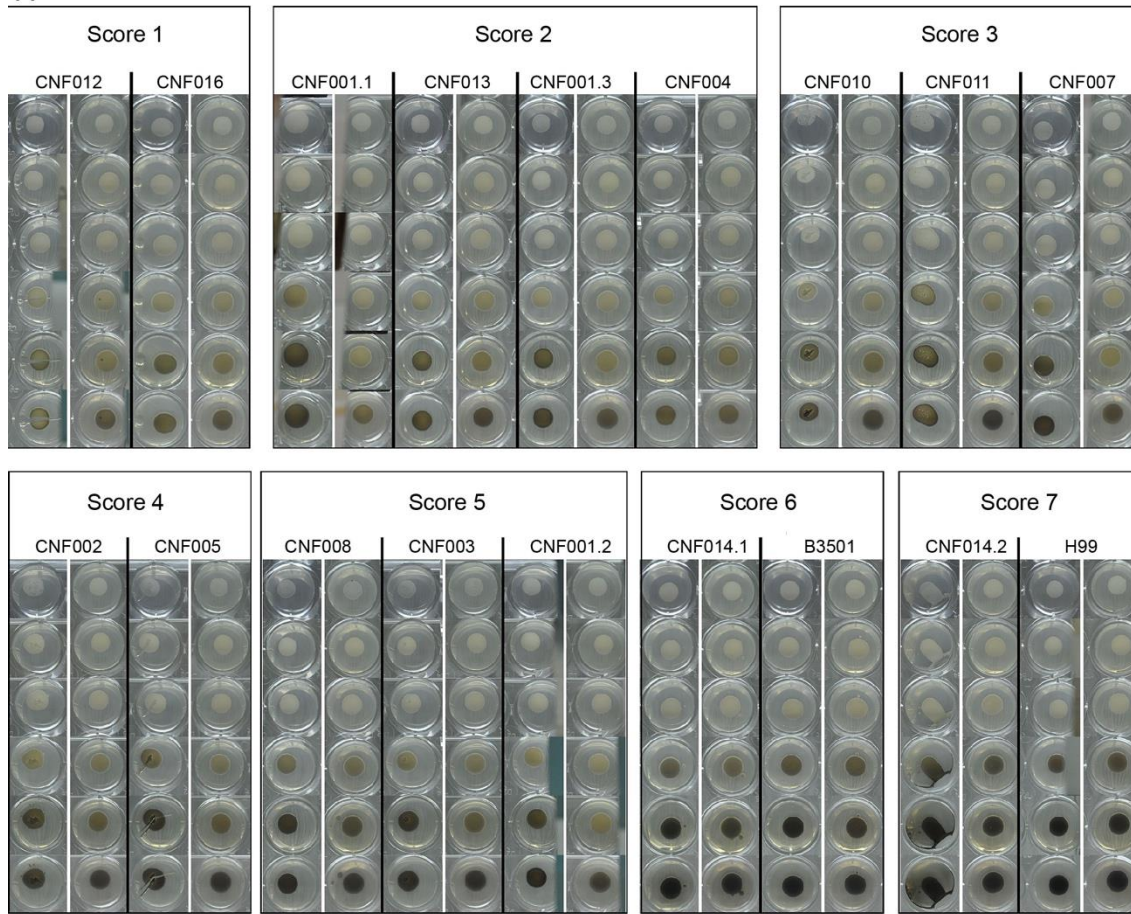 Score 1
Score 2
Score 3
CNF012 CNF016
CNF001.1 CNF013 CNF001.3 CNF004
CNF010 CNF011 CNF007
Score 4
Score 5
Score 6
Score 7
CNF002 CNF005
CNF008 CNF003 CNF001.2
CNF014.1 B3501
CNF014.2 H99